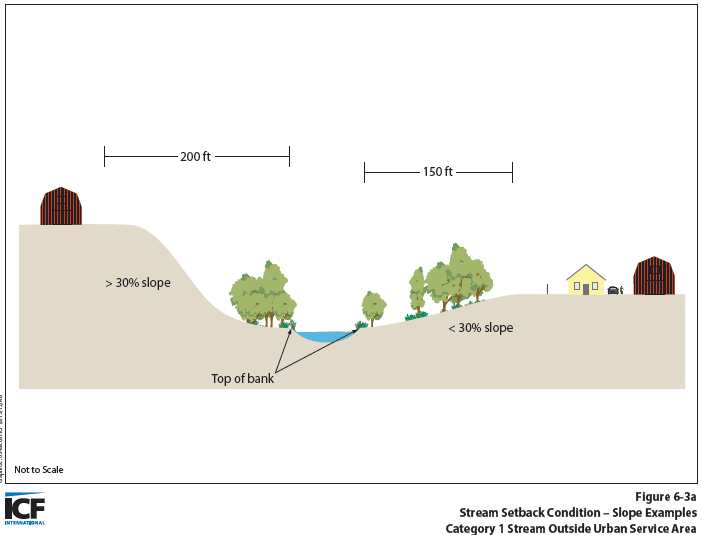 200 ft
150 ft
> 30% slope
< 30% slope
Top of bank
Not to Scale
ICF
INTERNATIONAL
Figure 6-3a
Stream Setback Condition – Slope Examples
Category 1 Stream Outside Urban Service Area